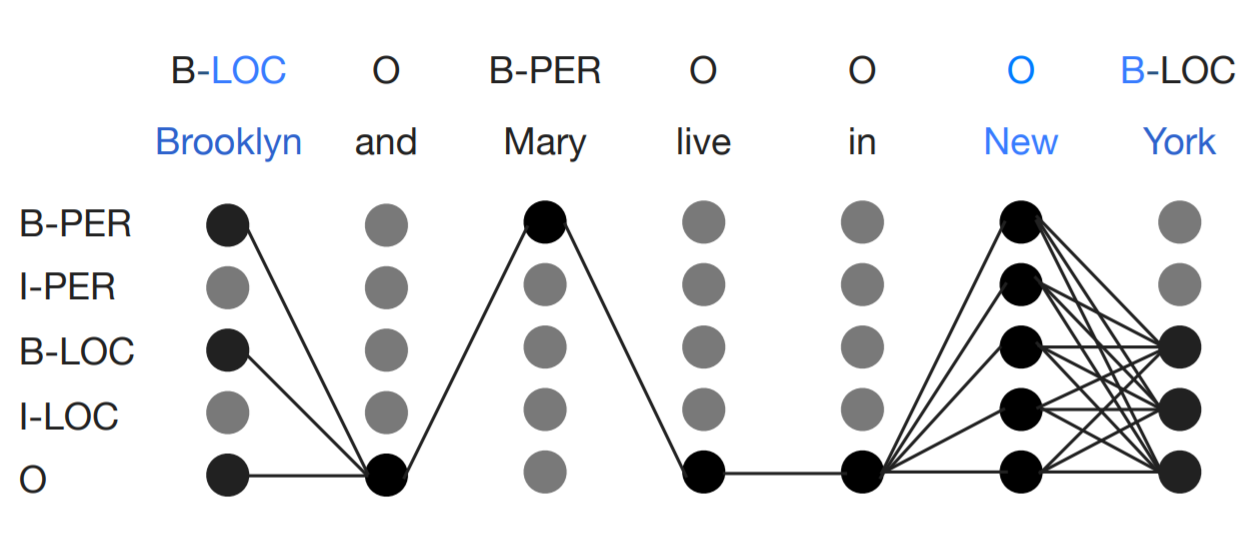 B-LOC O B-PER O O O B-LOC
Brooklyn and Mary live in New York
B-PER
I-PER
B-LOC
I-LOC
O